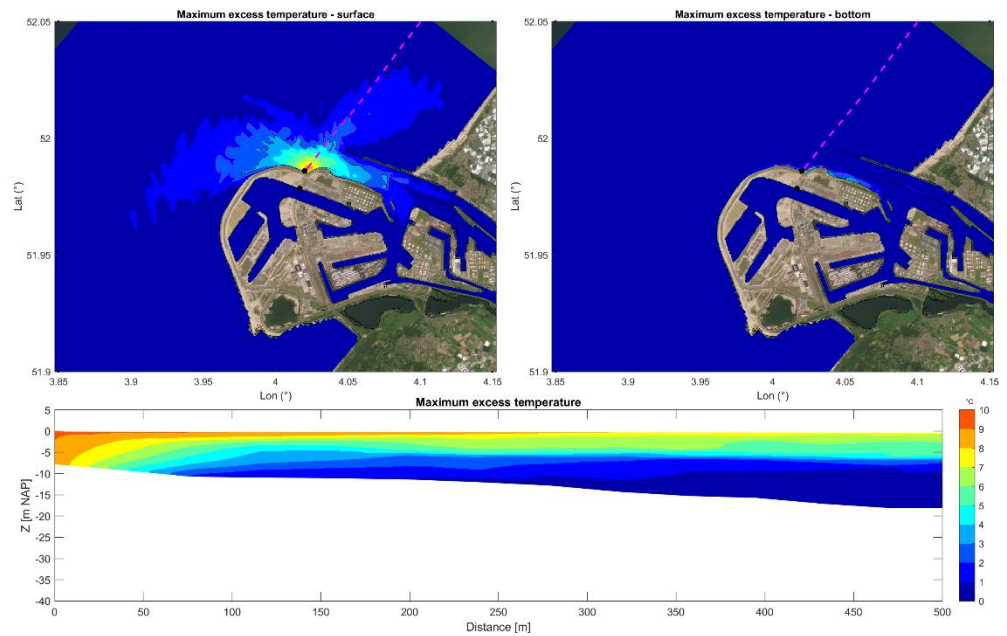 Maximum excess temperature - surface
52.05
52
51.95
51.9
Lat (°)
3.85 3.9 3.95 4 4.05 4.1 4.15
Lon (°)
Maximum excess temperature - bottom
52.05
52
51.95
51.9
Lat (°)
3.85 3.9 3.95 4 4.05 4.1 4.15
Lon (°)
Maximum excess temperature
5
0
-5
-10
-15
-20
-25
-30
-35
-40
Z [m NAP]
0 50 100 150 200 250 300 350 400 450 500
Distance [m]
°C
10
9
8
7
6
5
4
3
2
1
0